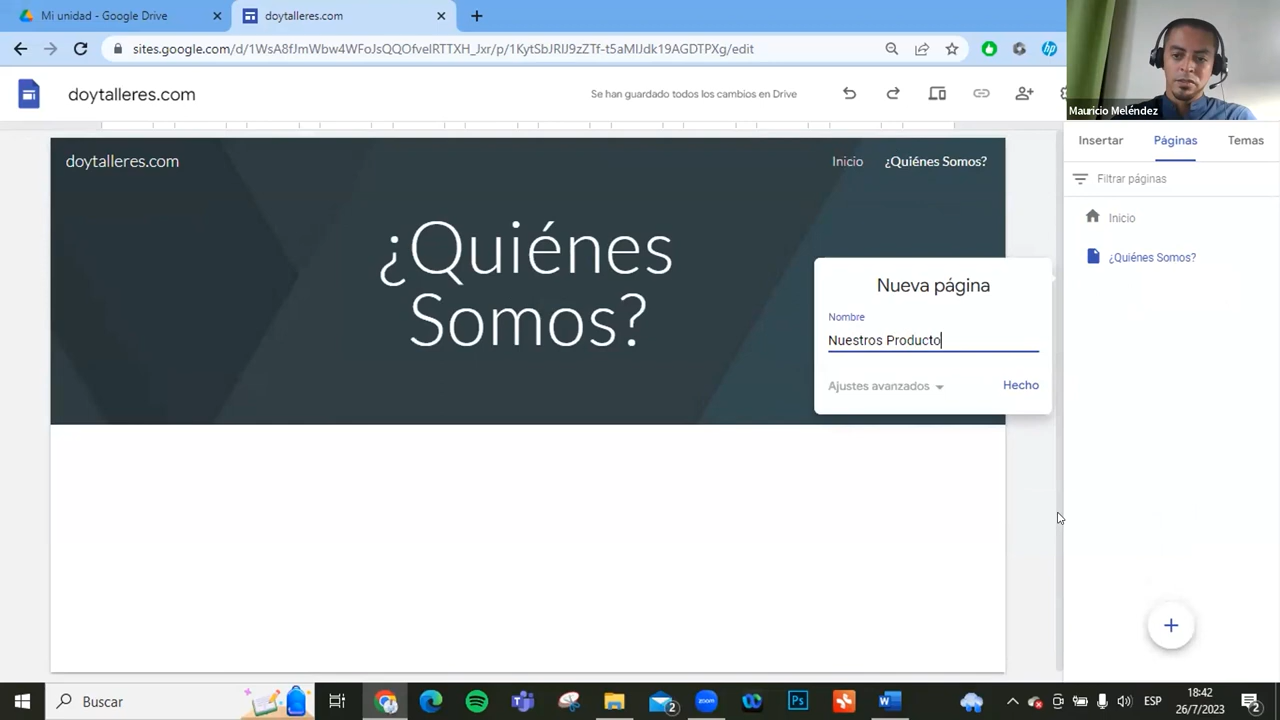 Mi unidad - Google Drive
doytalleres.com
sites.google.com/d/1WsA8fJmWbw4WFoJsQQOfvelRTTXH_Jxr/p/1KytSbJRIJ9zZTf-t5aMIJdk19AGDTPXg/edit
doytalleres.com
Se han guardado todos los cambios en Drive
Mauricio Meléndez
Insertar
Páginas
Temas
Filtrar páginas
Inicio
¿Quiénes Somos?
doytalleres.com
Inicio
¿Quiénes Somos?
¿Quiénes
Somos?
Nueva página
Nombre
Nuestros Producto
Ajustes avanzados
Hecho
Buscar
2
ESP
18:42
26/7/2023
2